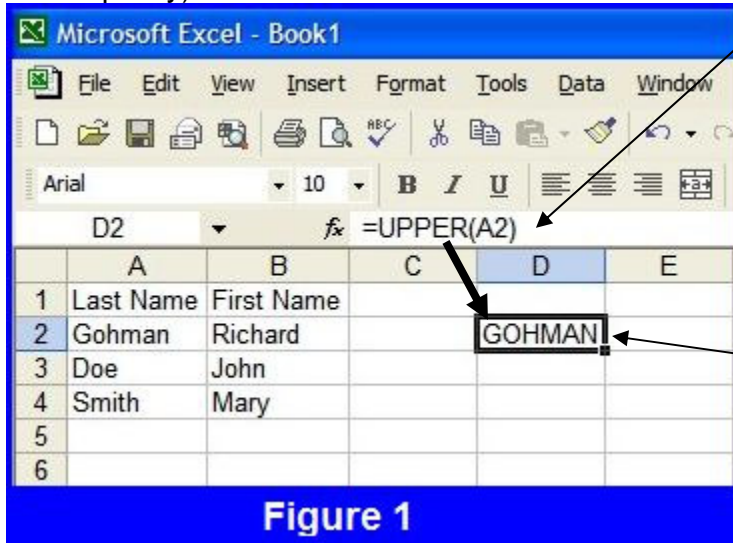 Microsoft Excel - Book1
File Edit View Insert Format Tools Data Window
ABC
Arial 10 B I U a
D2 fx =UPPER(A2)
A B C D E
1 Last Name First Name
2 Gohman Richard GOHMAN
3 Doe John
4 Smith Mary
5
6
Figure 1